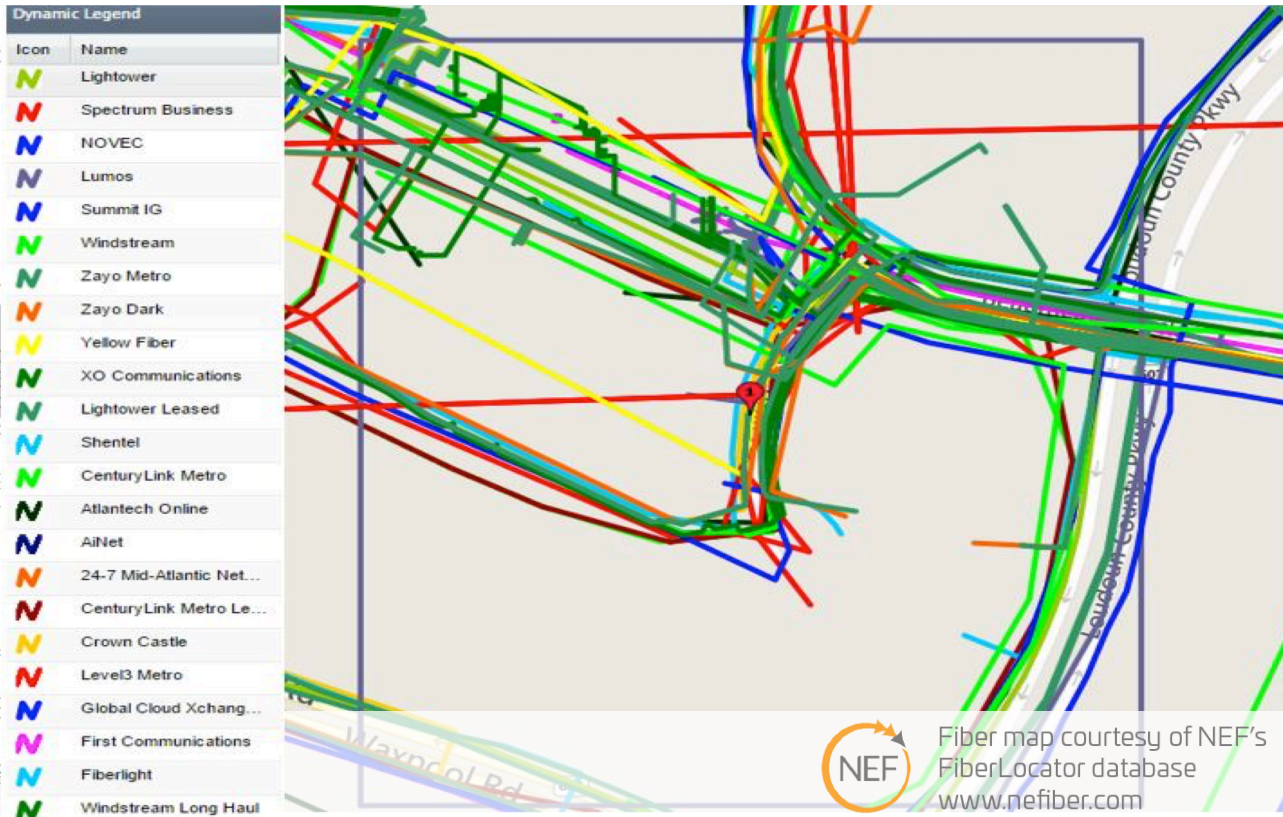 Dynamic Legend
Icon Name
Lightower
Spectrum Business
NOVEC
Lumos
Summit IG
Windstream
Zayo Metro
Zayo Dark
Yellow Fiber
XO Communications
Lightower Leased
Shentel
CenturyLink Metro
Atlantech Online
AiNet
24-7 Mid-Atlantic Net...
CenturyLink Metro Le...
Crown Castle
Level3 Metro
Global Cloud Xchang...
First Communications
Fiberlight
Windstream Long Haul
Loudoun County Pkwy
1
Loudoun County Pkwy
Waxpool Rd
NEF
Fiber map courtesy of NEF's
FiberLocator database
www.nefiber.com